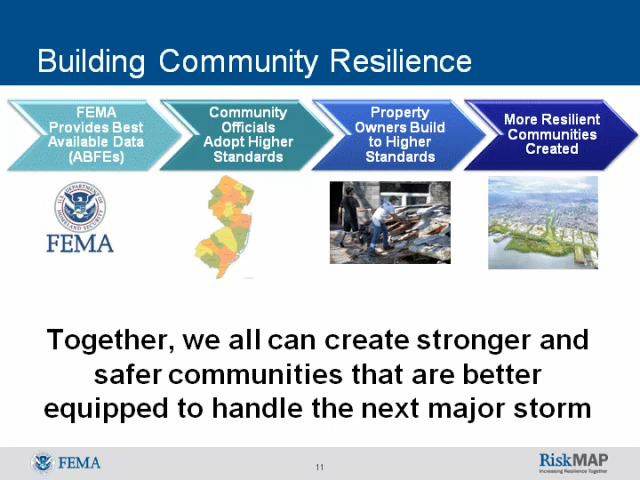 Building Community Resilience
FEMA
Provides Best
Available Data
(ABFEs)
Community
Officials
Adopt Higher
Standards
Property
Owners Build
to Higher
Standards
More Resilient
Communities
Created
FEMA
Together, we all can create stronger and
safer communities that are better
equipped to handle the next major storm
FEMA
11
RiskMAP
Increasing Resilience Together